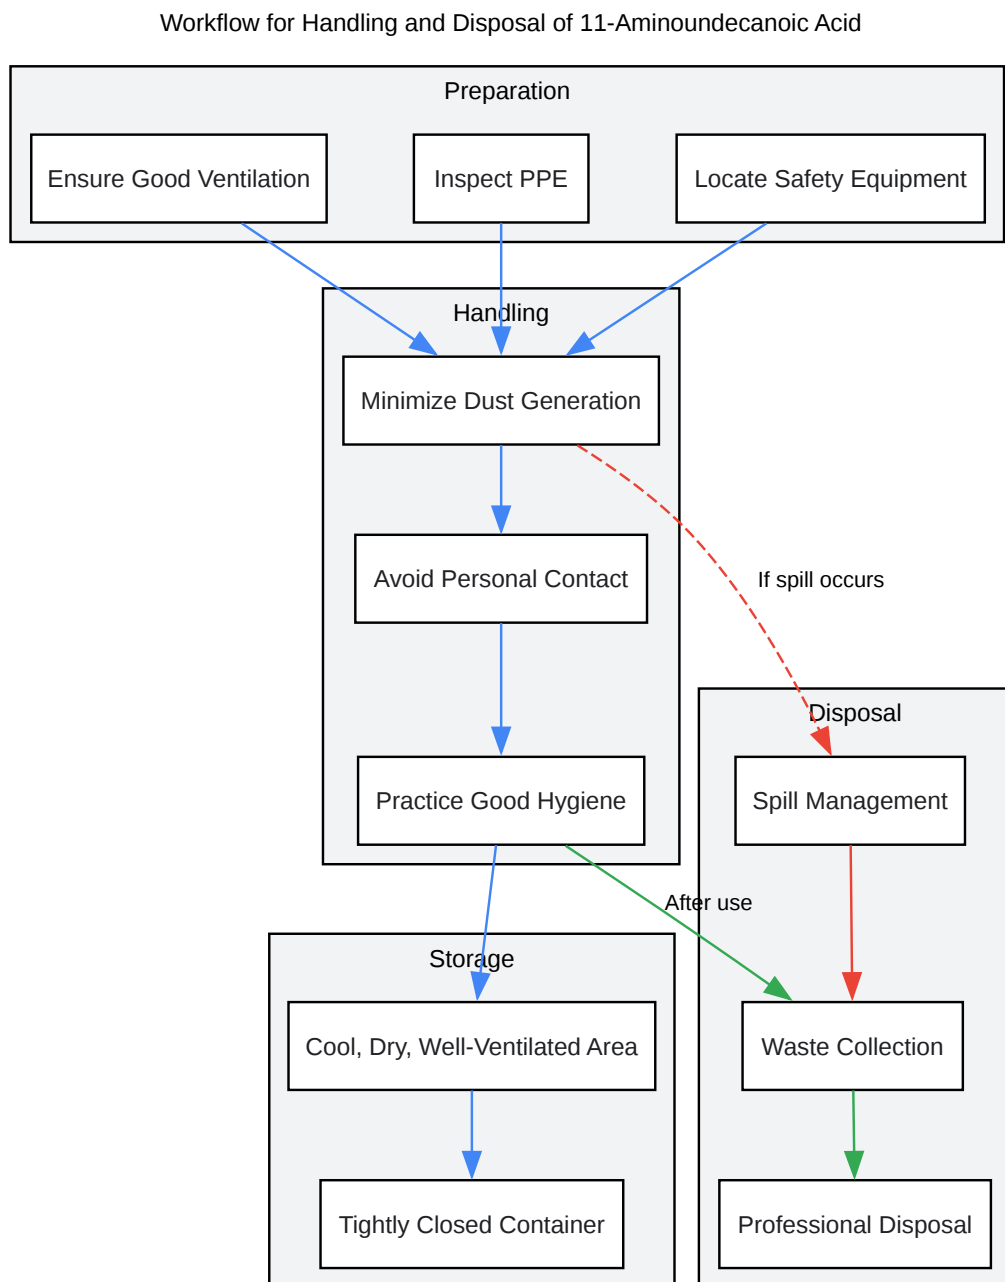 Workflow for Handling and Disposal of 11-Aminoundecanoic Acid
Preparation
Ensure Good Ventilation
Inspect PPE
Locate Safety Equipment
Handling
Minimize Dust Generation
Avoid Personal Contact
If spill occurs
Disposal
Practice Good Hygiene
Spill Management
After use
Storage
Cool, Dry, Well-Ventilated Area
Waste Collection
Tightly Closed Container
Professional Disposal